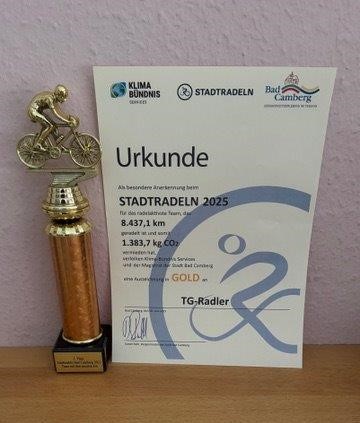 KLIMA
BÜNDNIS
SERVICES
STADTRADELN
Bad
Camberg
Urkunde
Als besondere Anerkennung beim
STADTRADELN 2025
für das radelaktivste Team, das
8.437,1 km
geradelt ist und somit
1.383,7 kg CO₂
vermieden hat,
verleihen Klima-Bündnis Services
und der Magistrat der Stadt Bad Camberg
eine Auszeichnung in GOLD an
TG-Radler